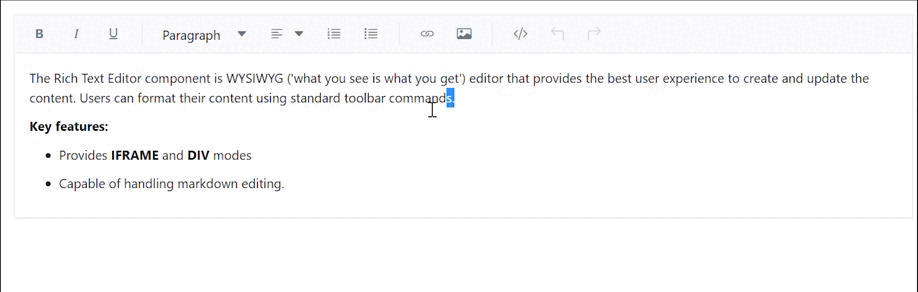 B I U Paragraph </>
The Rich Text Editor component is WYSIWYG ('what you see is what you get') editor that provides the best user experience to create and update the
content. Users can format their content using standard toolbar commands.
Key features:
• Provides IFRAME and DIV modes
• Capable of handling markdown editing.